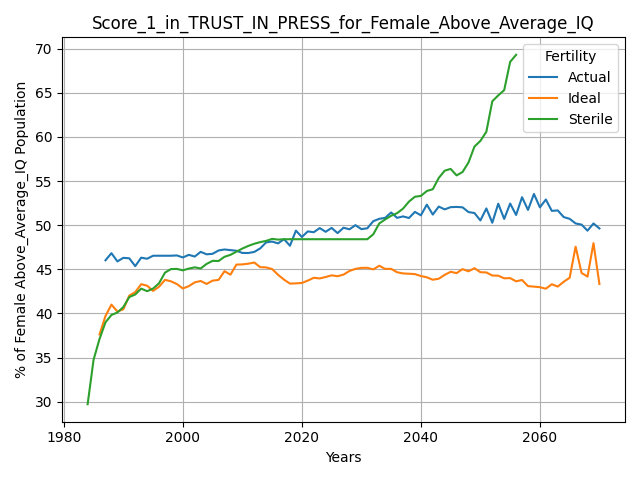 Score_1_in_TRUST_IN_PRESS_for_Female_Above_Average_IQ
% of Female Above_Average_IQ Population
70
65
60
55
50
45
40
35
30
1980
2000
2020
2040
2060
Years
Fertility
Actual
Ideal
Sterile